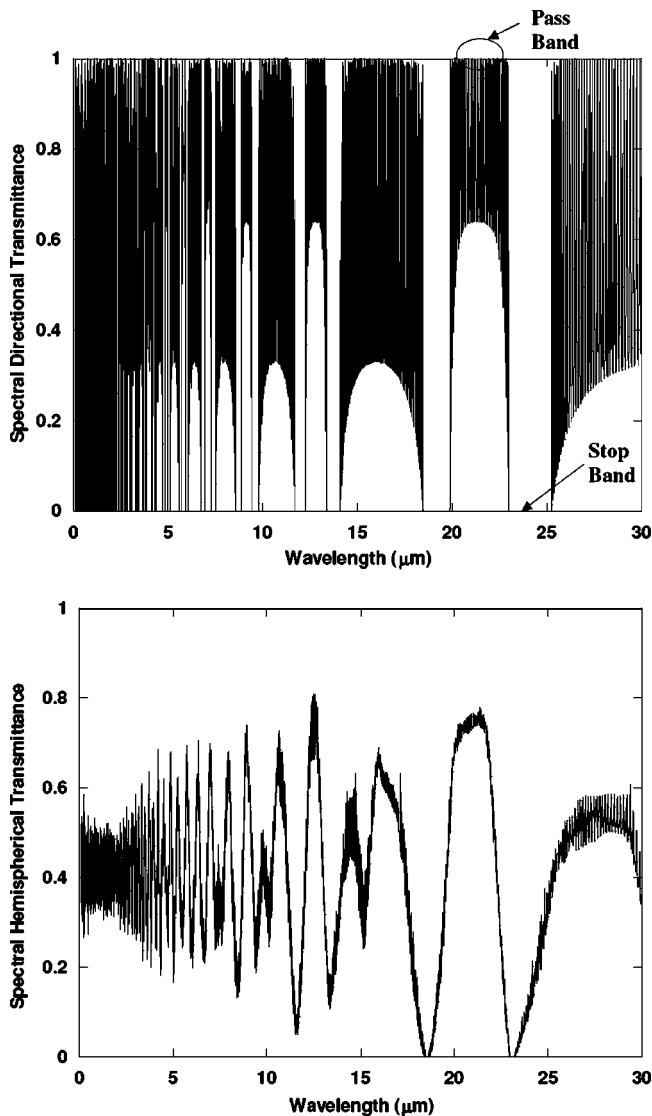 Pass
Band
1
0.8
0.6
0.4
0.2
0
Spectral Directional Transmittance
Stop
Band
0 5 10 15 20 25 30
Wavelength (μm)
1
0.8
0.6
0.4
0.2
0
Spectral Hemispherical Transmittance
0 5 10 15 20 25 30
Wavelength (μm)